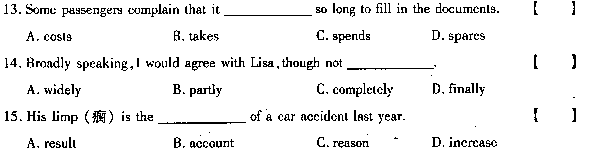 13. Some passengers complain that it __________ so long to fill in the documents. 【 】
A. costs B. takes C. spends D. spares
14. Broadly speaking, I would agree with Lisa, though not __________. 【 】
A. widely B. partly C. completely D. finally
15. His limp（瘸）is the __________ of a car accident last year. 【 】
A. result B. account C. reason D. increase